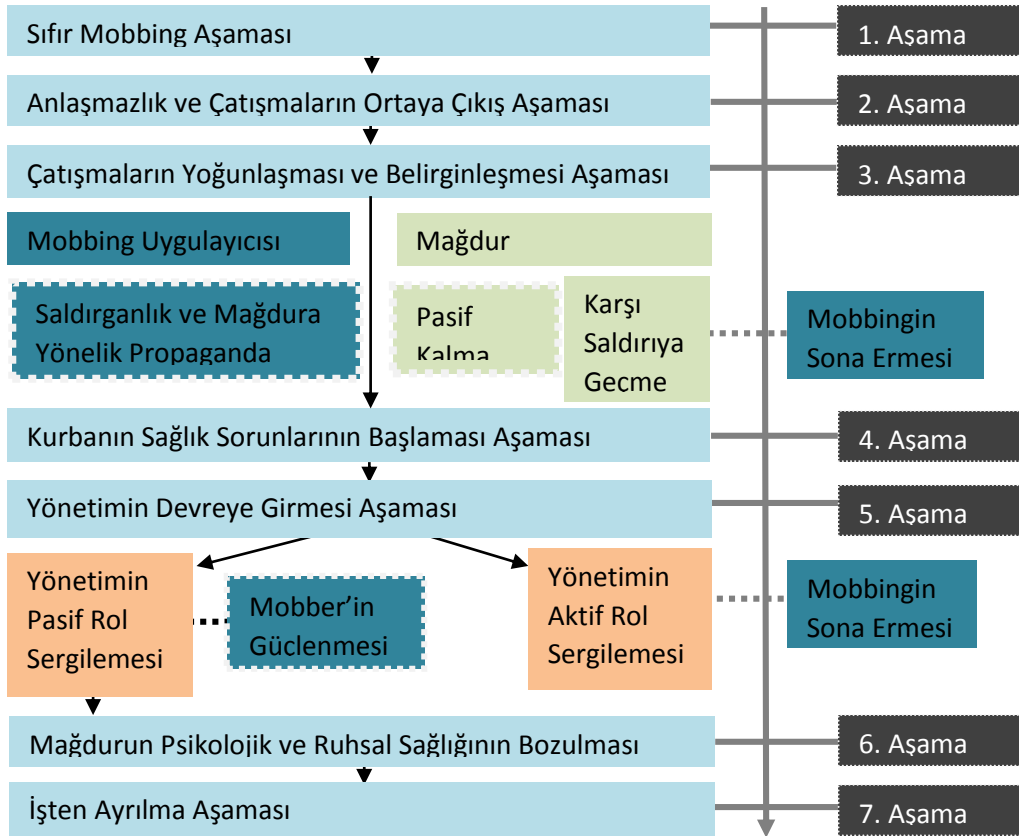 Sıfır Mobbing Aşaması
1. Aşama
Anlaşmazlık ve Çatışmaların Ortaya Çıkış Aşaması
2. Aşama
Çatışmaların Yoğunlaşması ve Belirginleşmesi Aşaması
3. Aşama
Mobbing Uygulayıcısı
Mağdur
Saldırganlık ve Mağdura
Yönelik Propaganda
Pasif
Kalma
Karşı
Saldırıya
Geçme
Mobbingin
Sona Ermesi
Kurbanın Sağlık Sorunlarının Başlaması Aşaması
4. Aşama
Yönetimin Devreye Girmesi Aşaması
5. Aşama
Yönetimin
Pasif Rol
Sergilemesi
Mobber’in
Güçlenmesi
Yönetimin
Aktif Rol
Sergilemesi
Mobbingin
Sona Ermesi
Mağdurun Psikolojik ve Ruhsal Sağlığının Bozulması
6. Aşama
İşten Ayrılma Aşaması
7. Aşama